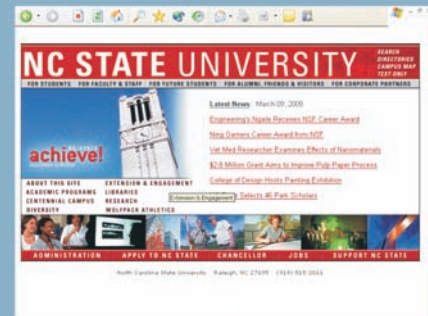 NC STATE UNIVERSITY
SEARCH
DIRECTORIES
CAMPUS MAP
TEXT ONLY
FOR STUDENTS FOR FACULTY & STAFF FOR FUTURE STUDENTS FOR ALUMNI, FRIENDS & VISITORS FOR CORPORATE PARTNERS
achieve!
Latest News March 09, 2005
Engineering's Ngaile Receives NSF Career Award
Ning Garners Career Award from NSF
Vet Med Researcher Examines Effects of Nanomaterials
$2.8 Million Grant Aims to Improve Pulp Paper Process
College of Design Hosts Painting Exhibition
Selects 46 Park Scholars
ABOUT THIS SITE
ACADEMIC PROGRAMS
CENTENNIAL CAMPUS
DIVERSITY
EXTENSION & ENGAGEMENT
LIBRARIES
RESEARCH
WOLFPACK ATHLETICS
Extension & Engagement
ADMINISTRATION APPLY TO NC STATE CHANCELLOR JOBS SUPPORT NC STATE
North Carolina State University Raleigh, NC 27695 (919) 515-2011